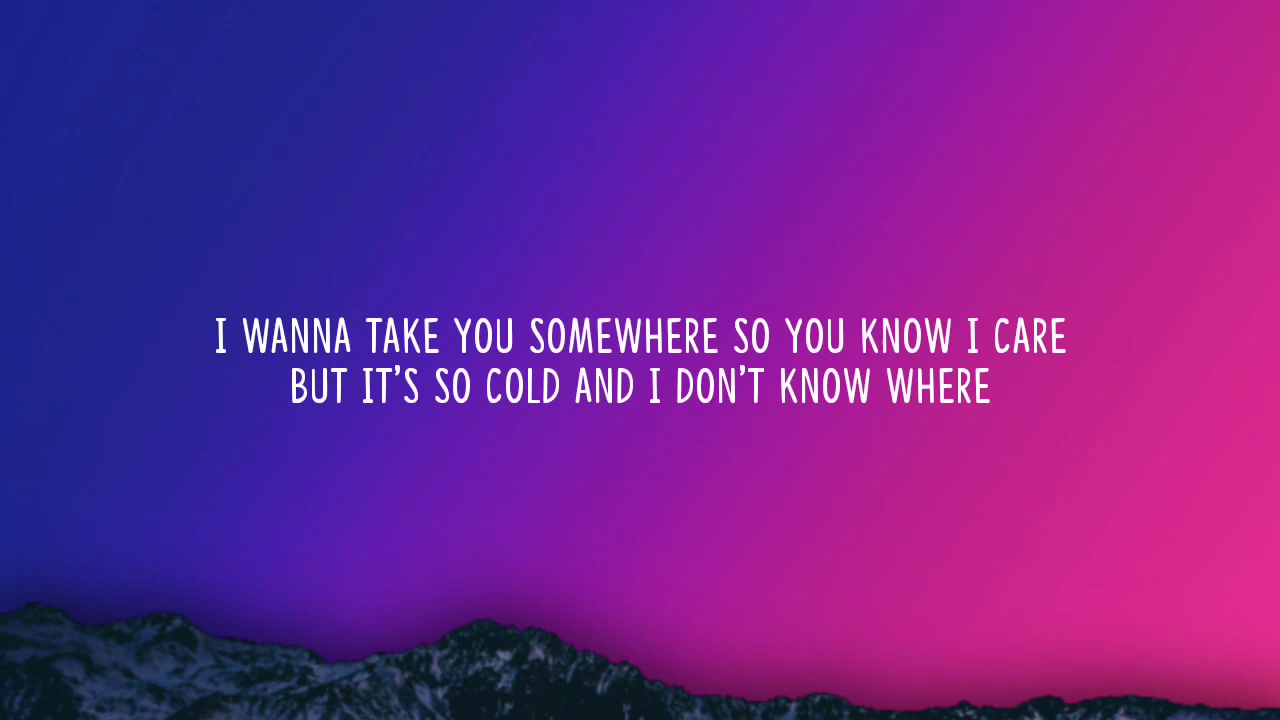 I WANNA TAKE YOU SOMEWHERE SO YOU KNOW I CARE
BUT IT'S SO COLD AND I DON'T KNOW WHERE